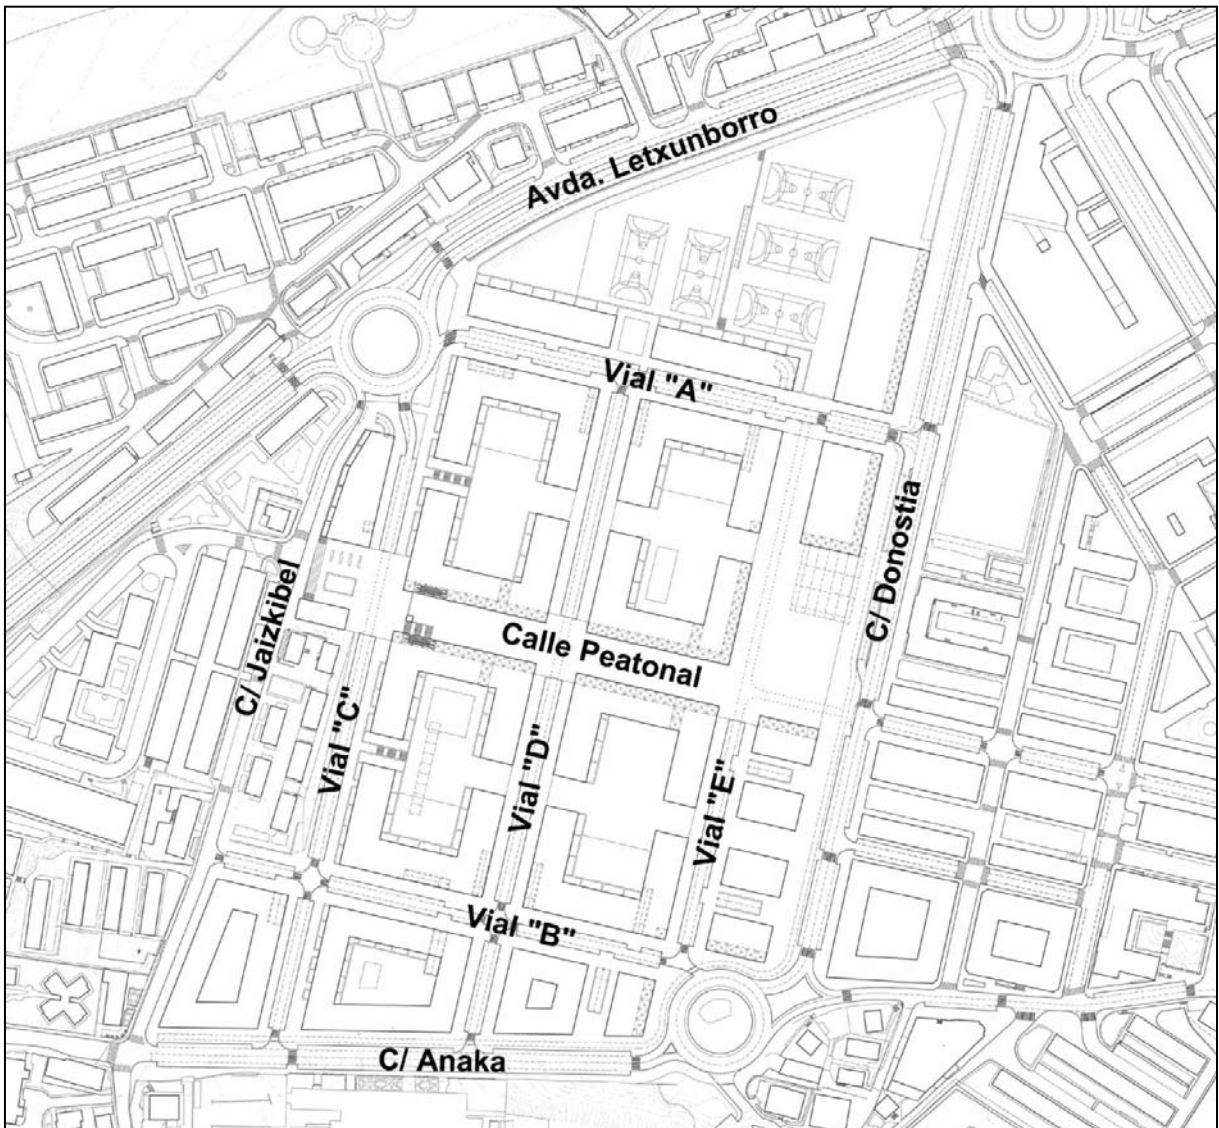 Avda. Letxunborro
Vial "A"
C/ Donostia
C/ Jaizkibel
Calle Peatonal
Vial "C"
Vial "D"
Vial "E"
Vial "B"
C/ Anaka